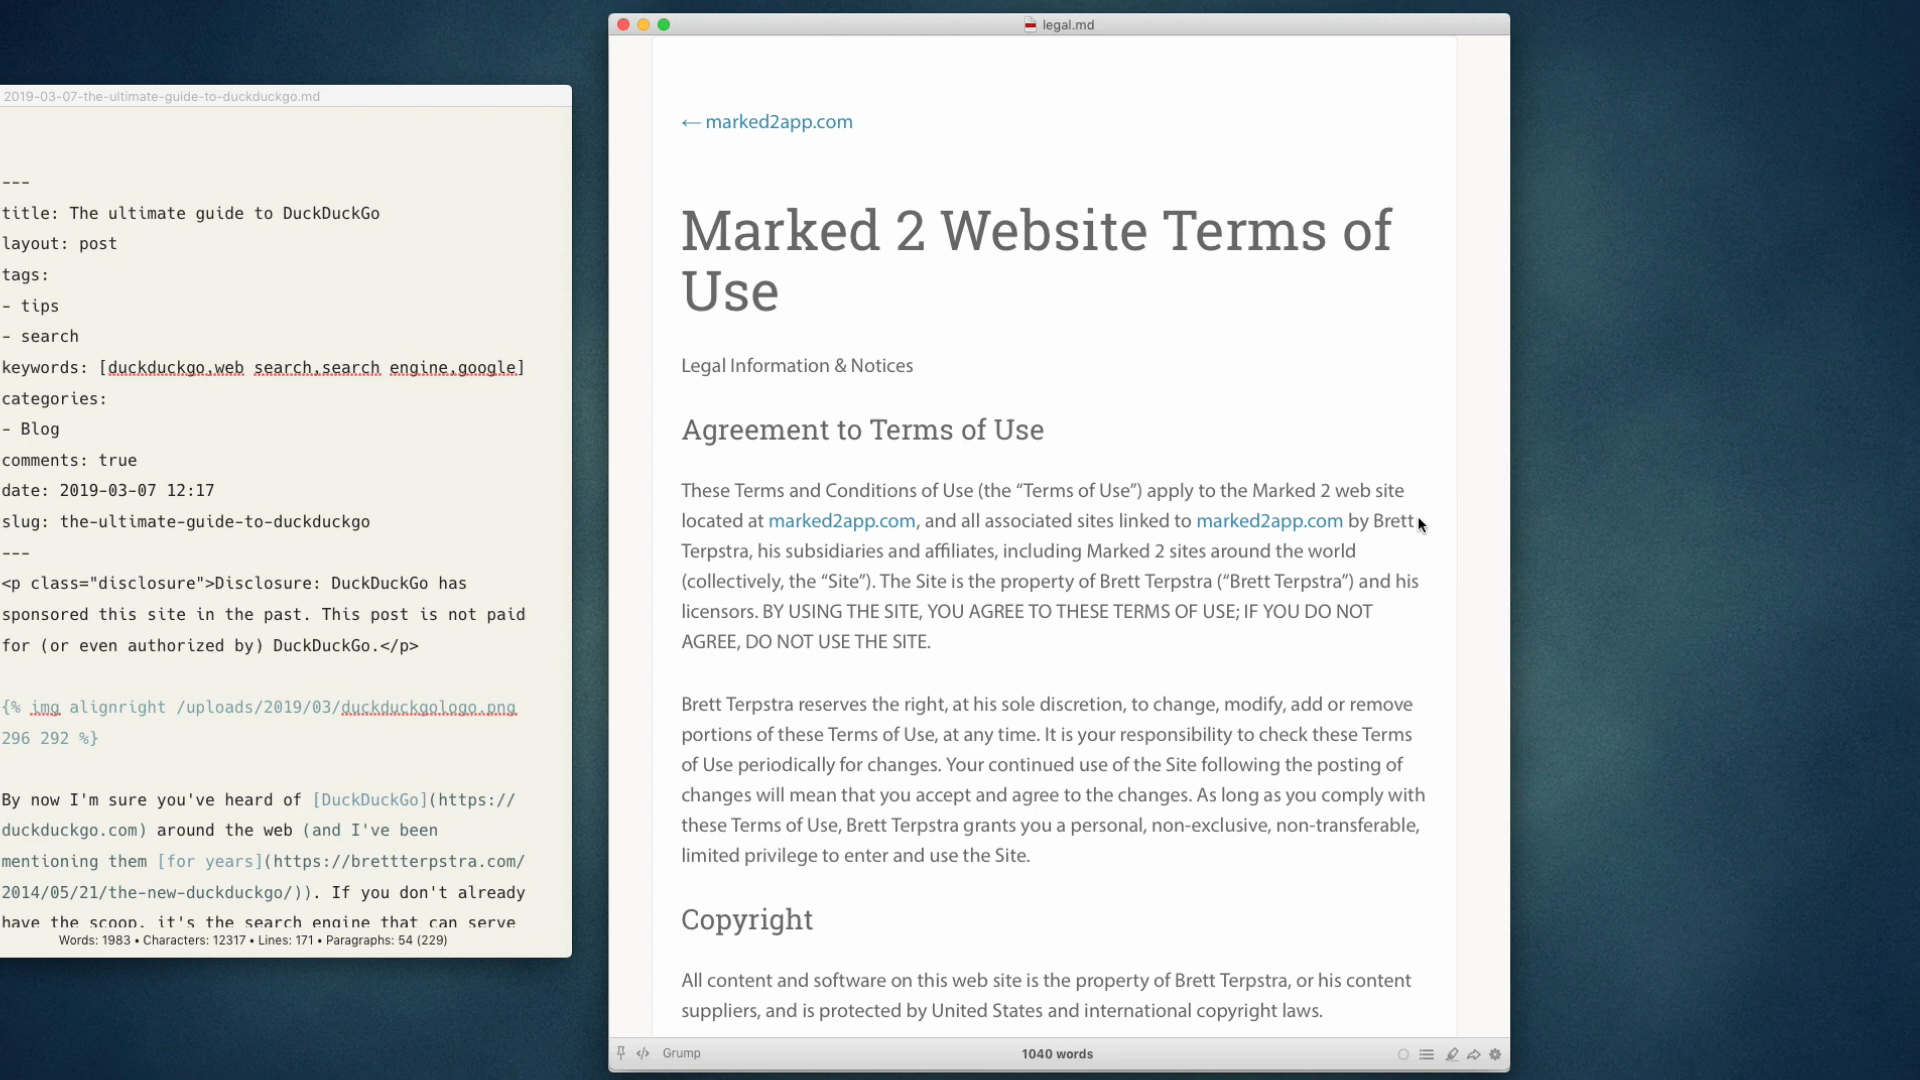 2019-03-07-the-ultimate-guide-to-duckduckgo.md
---
title: The ultimate guide to DuckDuckGo
layout: post
tags:
- tips
- search
keywords: [duckduckgo,web search,search engine,google]
categories:
- Blog
comments: true
date: 2019-03-07 12:17
slug: the-ultimate-guide-to-duckduckgo
---
<p class="disclosure">Disclosure: DuckDuckGo has
sponsored this site in the past. This post is not paid
for (or even authorized by) DuckDuckGo.</p>
{% img alignright /uploads/2019/03/duckduckgologo.png
296 292 %}
By now I'm sure you've heard of [DuckDuckGo](https://
duckduckgo.com) around the web (and I've been
mentioning them [for years](https://brettterpstra.com/
2014/05/21/the-new-duckduckgo/)). If you don't already
have the scoop, it's the search engine that can serve
Words: 1983 • Characters: 12317 • Lines: 171 • Paragraphs: 54 (229)
legal.md
← marked2app.com
Marked 2 Website Terms of
Use
Legal Information & Notices
Agreement to Terms of Use
These Terms and Conditions of Use (the “Terms of Use”) apply to the Marked 2 web site
located at marked2app.com, and all associated sites linked to marked2app.com by Brett
Terpstra, his subsidiaries and affiliates, including Marked 2 sites around the world
(collectively, the “Site”). The Site is the property of Brett Terpstra (“Brett Terpstra”) and his
licensors. BY USING THE SITE, YOU AGREE TO THESE TERMS OF USE; IF YOU DO NOT
AGREE, DO NOT USE THE SITE.
Brett Terpstra reserves the right, at his sole discretion, to change, modify, add or remove
portions of these Terms of Use, at any time. It is your responsibility to check these Terms
of Use periodically for changes. Your continued use of the Site following the posting of
changes will mean that you accept and agree to the changes. As long as you comply with
these Terms of Use, Brett Terpstra grants you a personal, non-exclusive, non-transferable,
limited privilege to enter and use the Site.
Copyright
All content and software on this web site is the property of Brett Terpstra, or his content
suppliers, and is protected by United States and international copyright laws.
Grump
1040 words